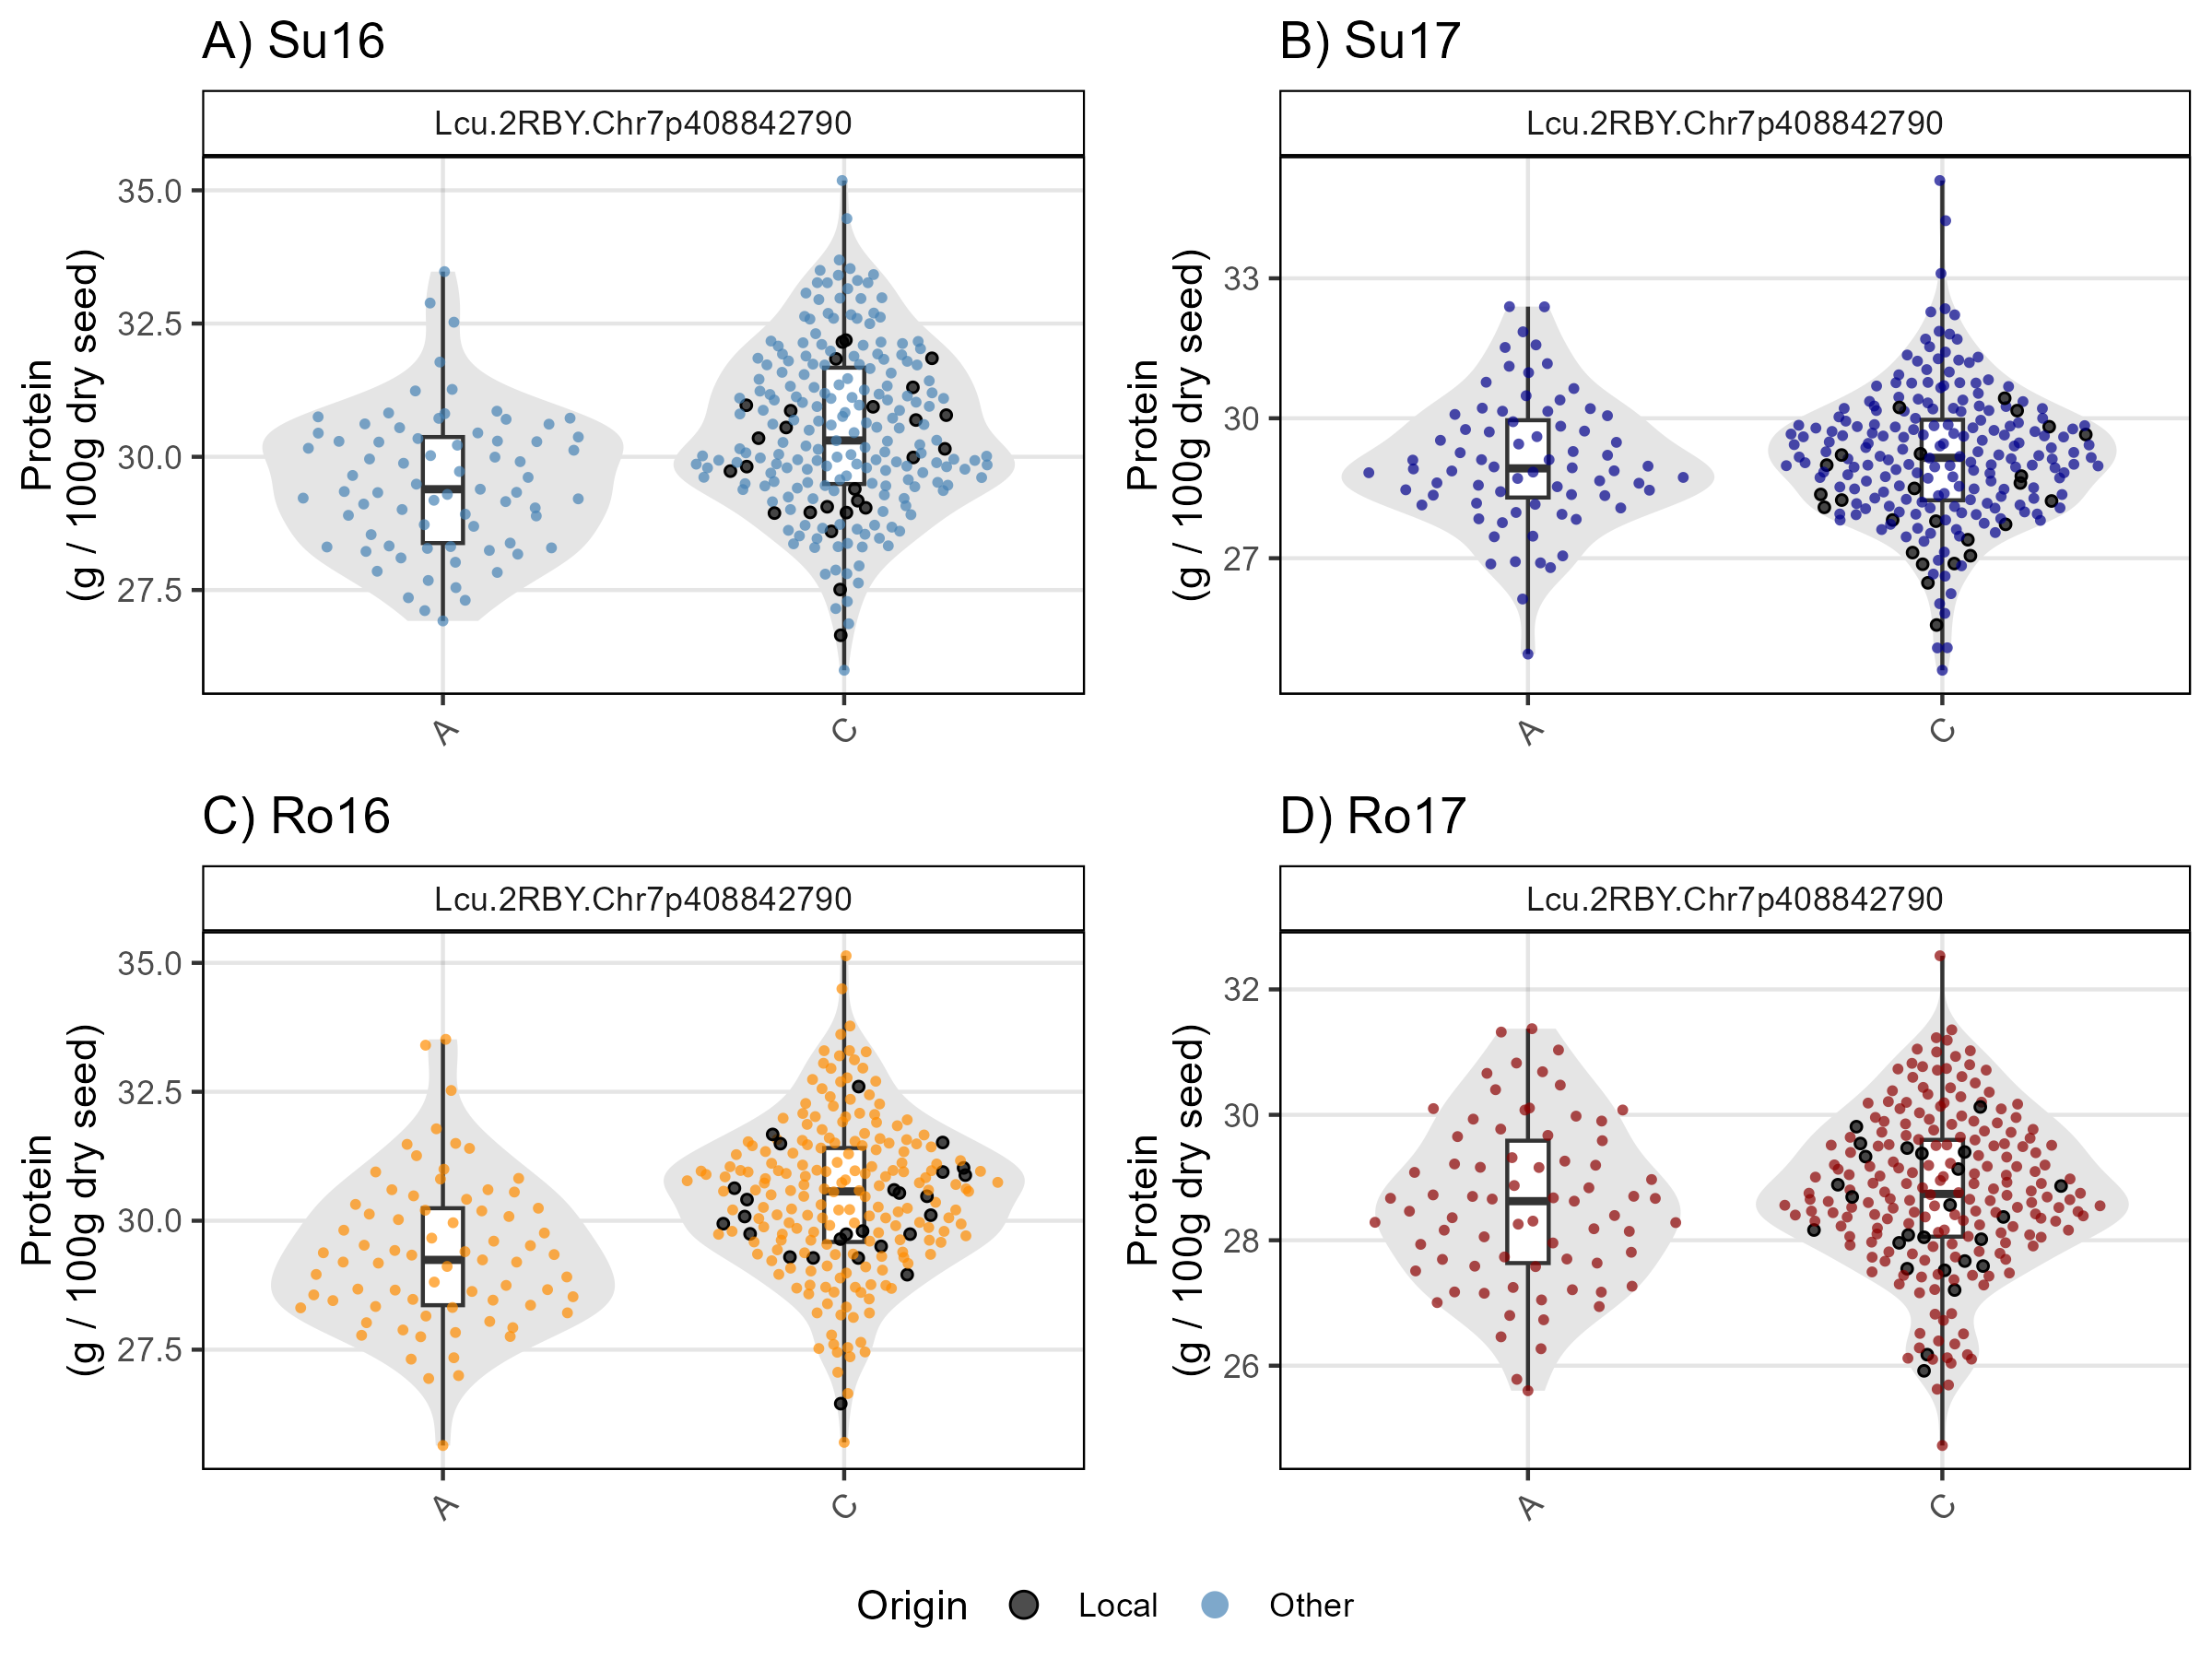 A) Su16
Lcu.2RBY.Chr7p408842790
Protein
(g / 100g dry seed)
35.0
32.5
30.0
27.5
A
C
B) Su17
Lcu.2RBY.Chr7p408842790
Protein
(g / 100g dry seed)
33
30
27
A
C
C) Ro16
Lcu.2RBY.Chr7p408842790
Protein
(g / 100g dry seed)
35.0
32.5
30.0
27.5
A
C
D) Ro17
Lcu.2RBY.Chr7p408842790
Protein
(g / 100g dry seed)
32
30
28
26
A
C
Origin Local Other